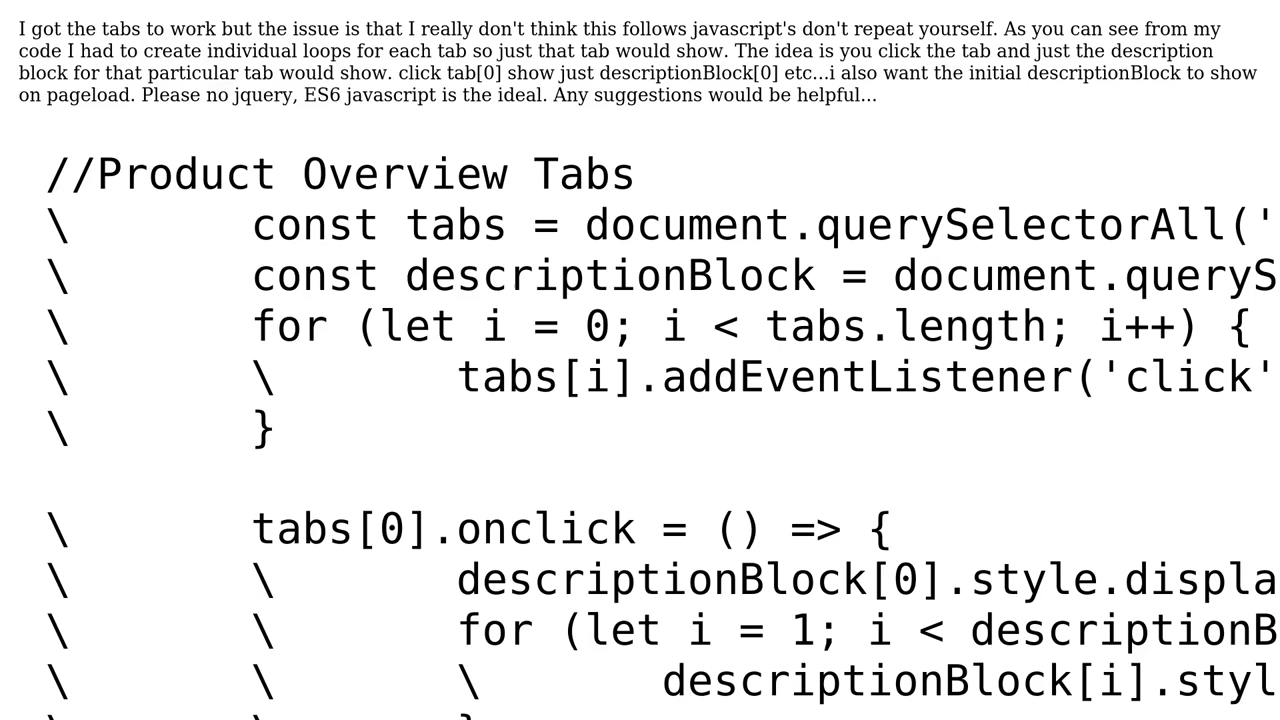 I got the tabs to work but the issue is that I really don't think this follows javascript's don't repeat yourself. As you can see from my
code I had to create individual loops for each tab so just that tab would show. The idea is you click the tab and just the description
block for that particular tab would show. click tab[0] show just descriptionBlock[0] etc...i also want the initial descriptionBlock to show
on pageload. Please no jquery, ES6 javascript is the ideal. Any suggestions would be helpful...
//Product Overview Tabs
\ const tabs = document.querySelectorAll('
\ const descriptionBlock = document.queryS
\ for (let i = 0; i < tabs.length; i++) {
\ \ tabs[i].addEventListener('click'
\ }
\ tabs[0].onclick = () => {
\ \ descriptionBlock[0].style.displa
\ \ for (let i = 1; i < descriptionB
\ \ \ descriptionBlock[i].styl
\ \ }